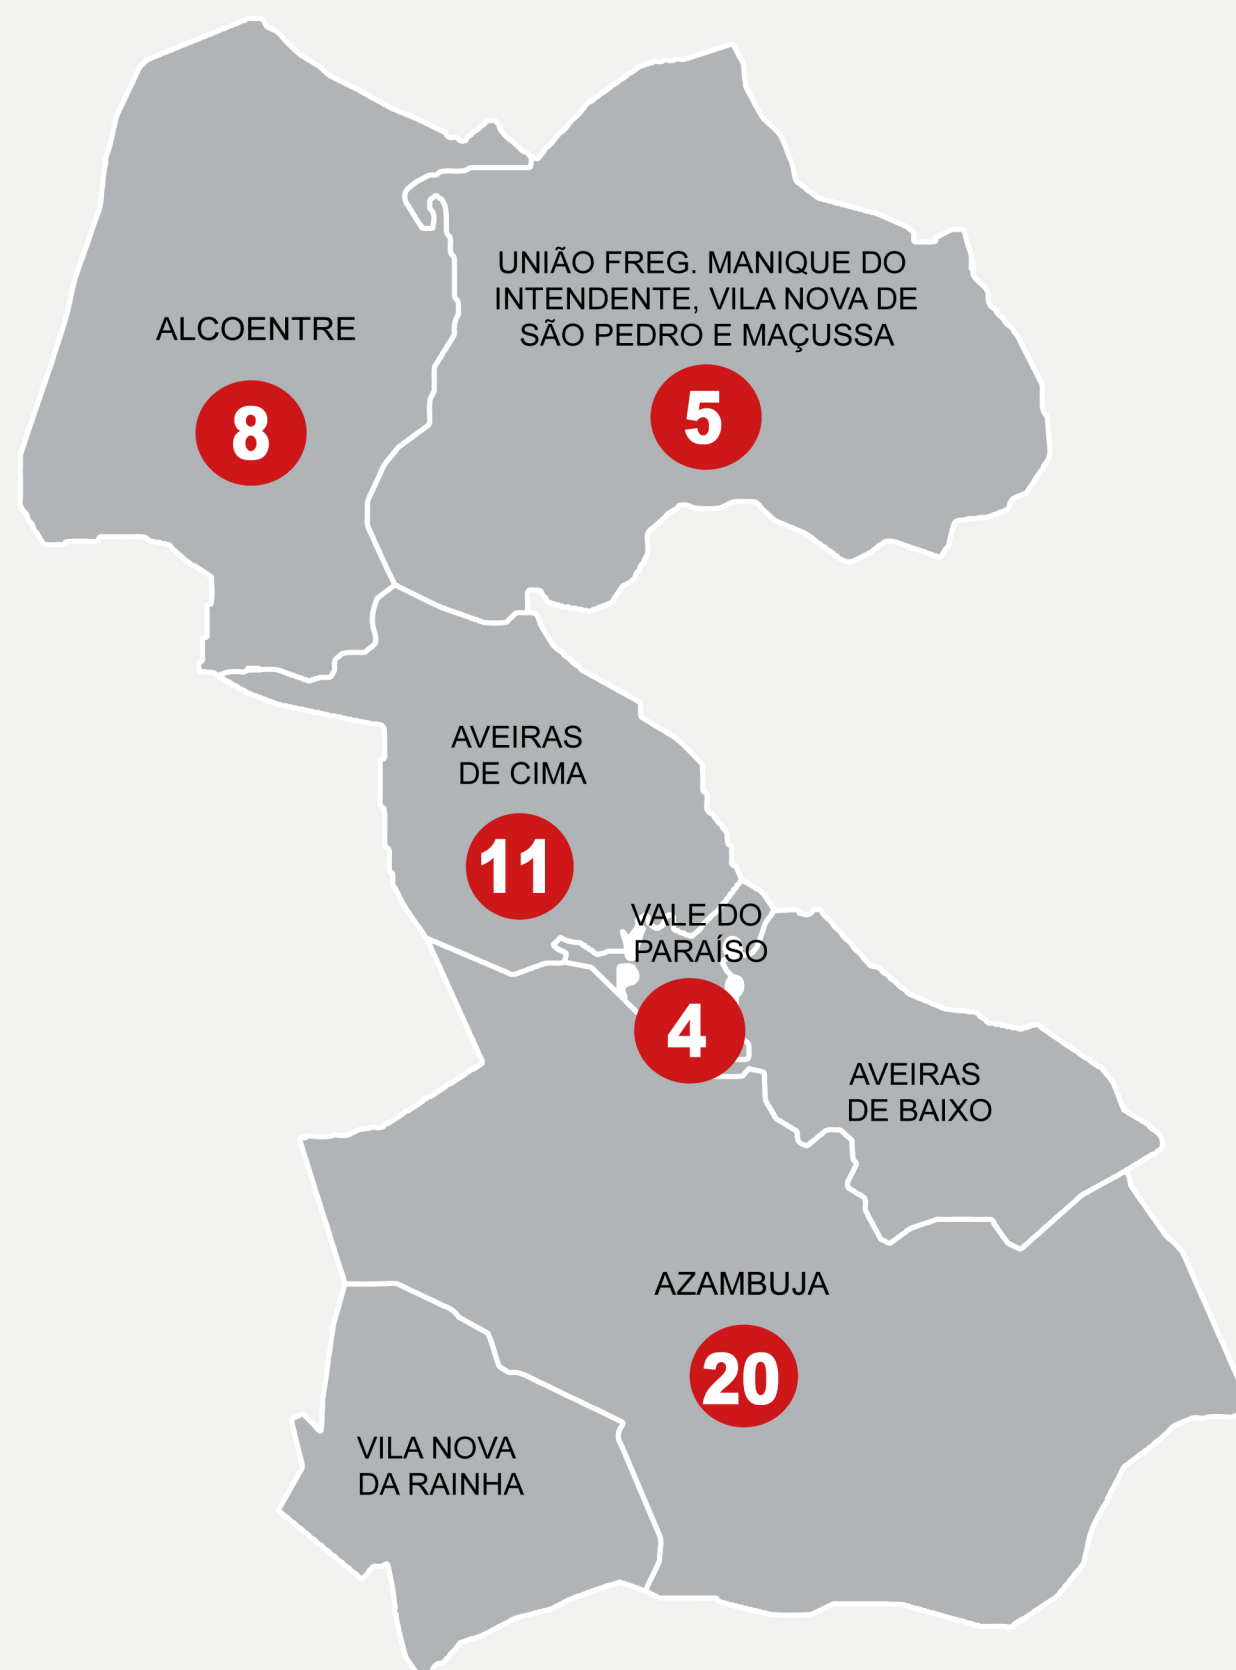 UNIÃO FREG. MANIQUE DO
INTENDENTE, VILA NOVA DE
SÃO PEDRO E MAÇUSSA
5
ALCOENTRE
8
AVEIRAS
DE CIMA
11
VALE DO
PARAÍSO
4
AVEIRAS
DE BAIXO
AZAMBUJA
20
VILA NOVA
DA RAINHA